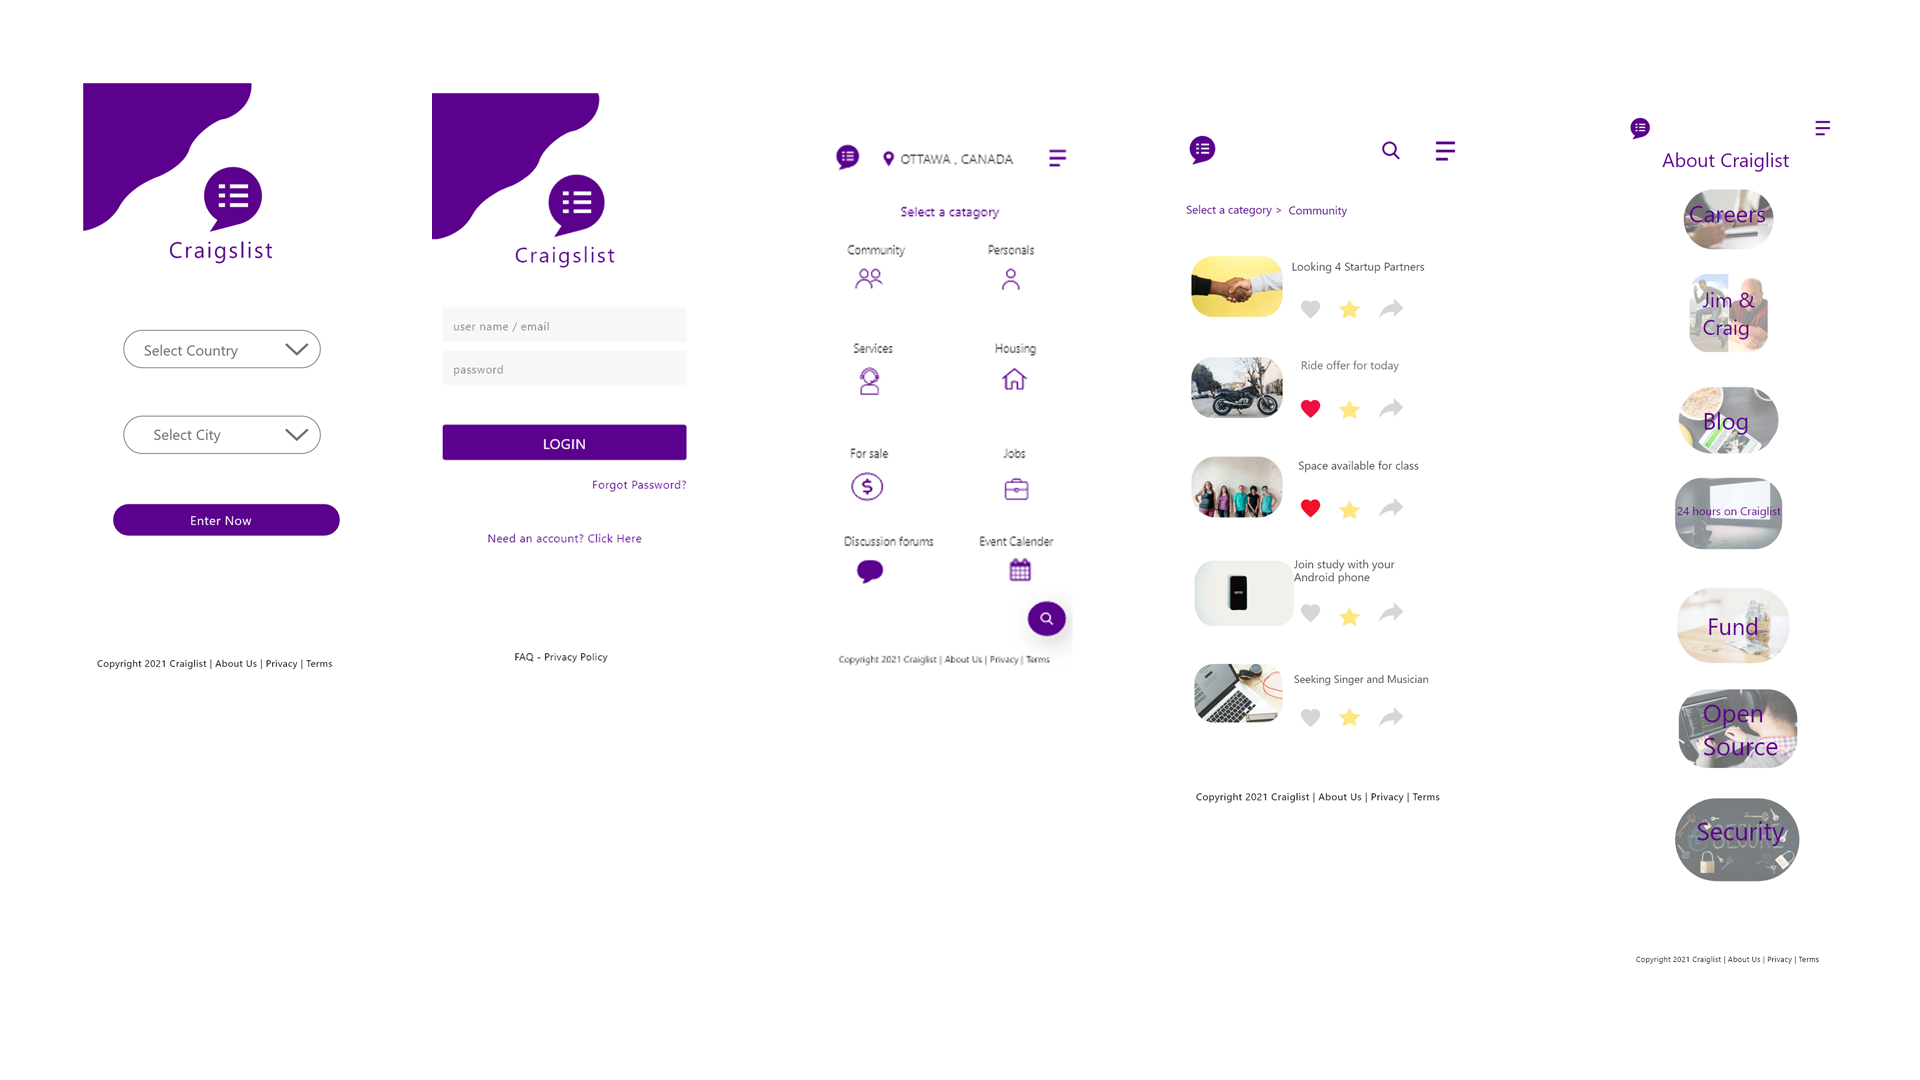 Craigslist
Select Country
Select City
Enter Now
Copyright 2021 Craiglist | About Us | Privacy | Terms
Craigslist
user name / email
password
LOGIN
Forgot Password?
Need an account? Click Here
FAQ - Privacy Policy
OTTAWA , CANADA
Select a catagory
Community
Personals
Services
Housing
For sale
Jobs
Discussion forums
Event Calender
Copyright 2021 Craiglist | About Us | Privacy | Terms
Select a category > Community
Looking 4 Startup Partners
Ride offer for today
Space available for class
Join study with your
Android phone
Seeking Singer and Musician
Copyright 2021 Craiglist | About Us | Privacy | Terms
About Craiglist
Careers
Jim &
Craig
Blog
24 hours on Craiglist
Fund
Open
Source
Security
SECURE
Copyright 2021 Craiglist | About Us | Privacy | Terms